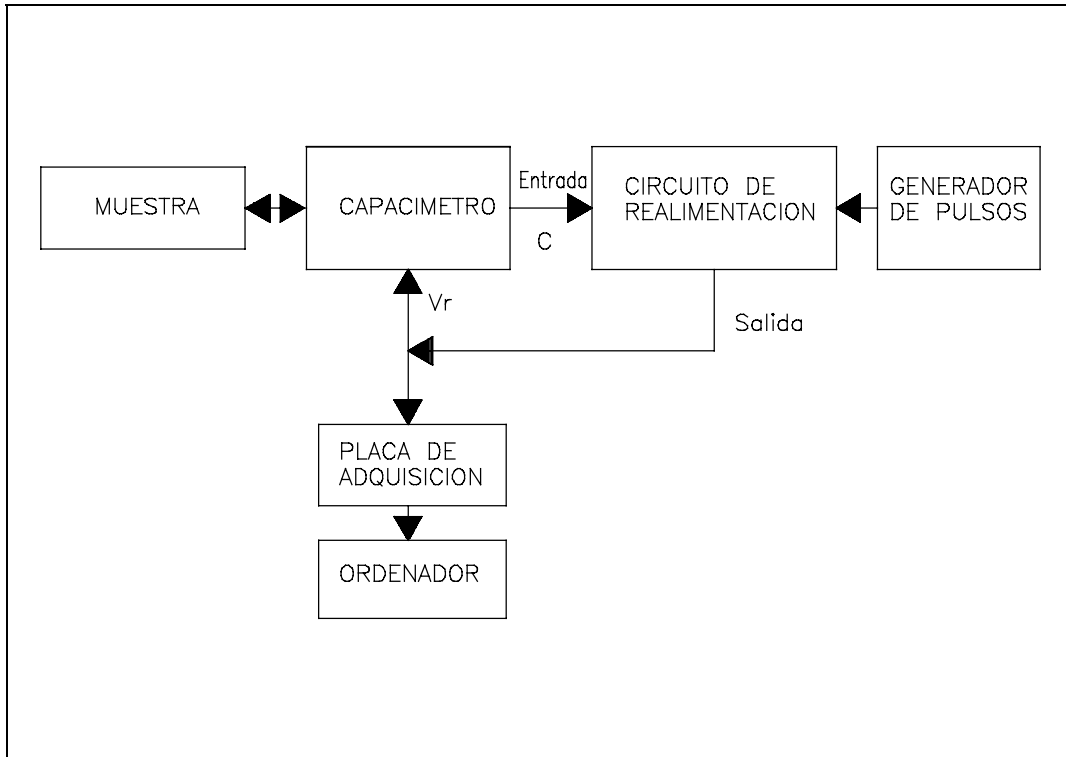 MUESTRA
CAPACIMETRO
Entrada
C
CIRCUITO DE
REALIMENTACION
GENERADOR
DE PULSOS
Vr
Salida
PLACA DE
ADQUISICION
ORDENADOR